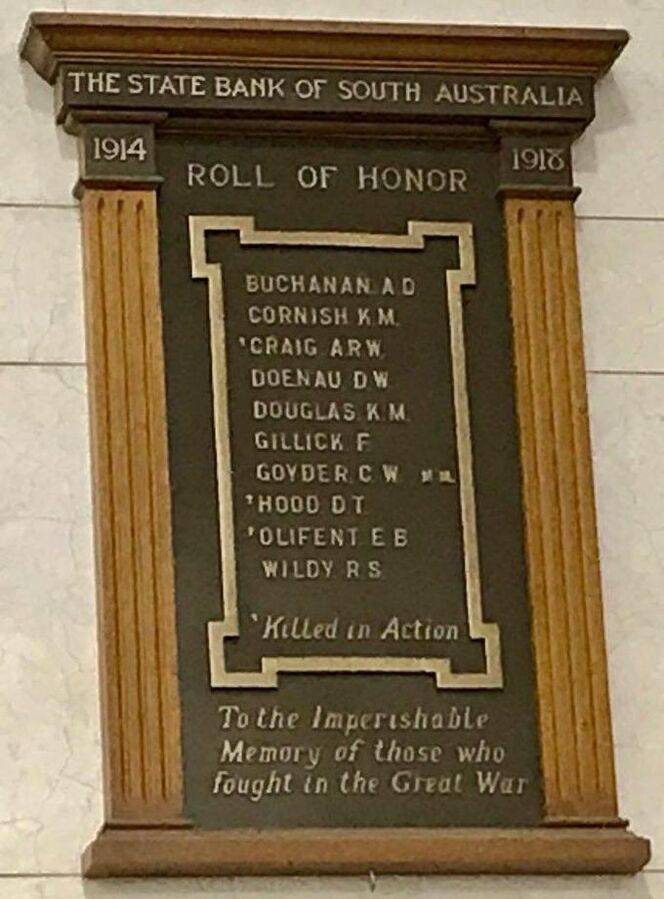 THE STATE BANK OF SOUTH AUSTRALIA
1914
1918
ROLL OF HONOR
BUCHANAN. A D
CORNISH. K. M.
*CRAIG A.R.W.
DOENAU D.W.
DOUGLAS. K. M.
GILLICK. F.
GOYDER. C. W. M.M.
*HOOD D.T.
*OLIFENT. E. B
WILDY R. S.
*Killed in Action
To the Imperishable
Memory of those who
fought in the Great War